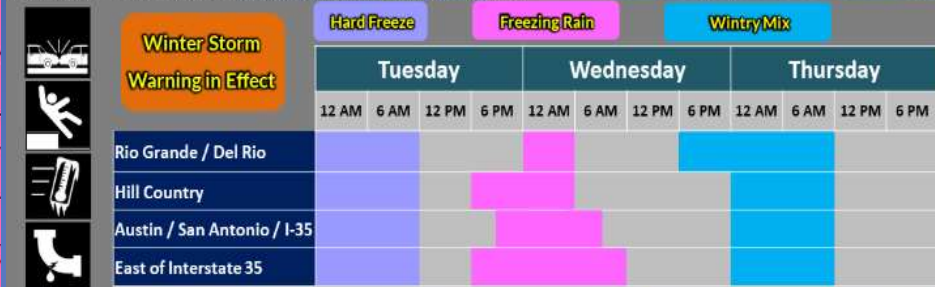 Hard Freeze Freezing Rain Wintry Mix
Winter Storm
Warning in Effect
Tuesday Wednesday Thursday
12 AM 6 AM 12 PM 6 PM 12 AM 6 AM 12 PM 6 PM 12 AM 6 AM 12 PM 6 PM
Rio Grande / Del Rio
Hill Country
Austin / San Antonio / I-35
East of Interstate 35